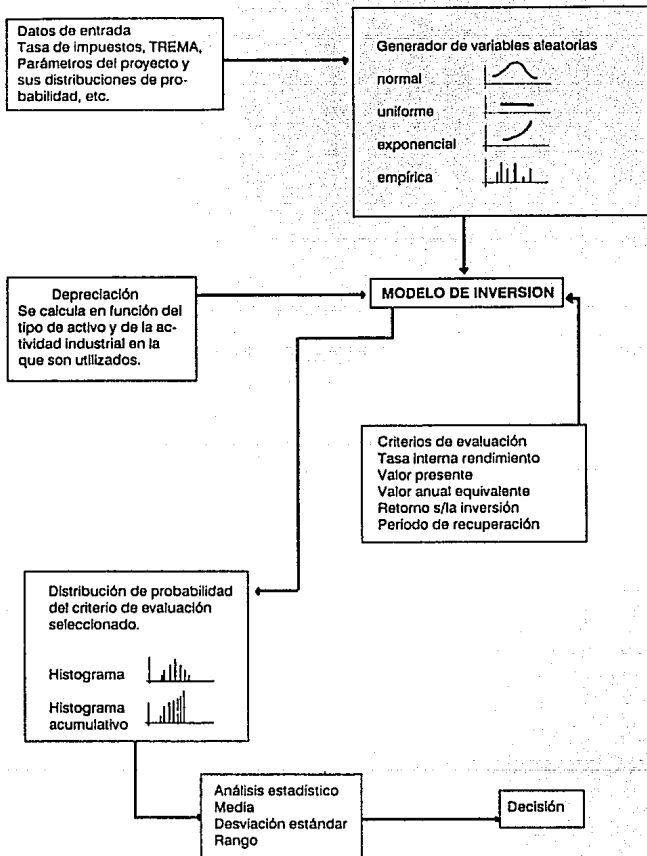 Datos de entrada
Tasa de impuestos, TREMA,
Parámetros del proyecto y
sus distribuciones de pro-
babilidad, etc.
Generador de variables aleatorias
normal
uniforme
exponencial
empírica
Depreciación
Se calcula en función del
tipo de activo y de la ac-
tividad industrial en la
que son utilizados.
MODELO DE INVERSION
Criterios de evaluación
Tasa interna rendimiento
Valor presente
Valor anual equivalente
Retorno s/la inversión
Periodo de recuperación
Distribución de probabilidad
del criterio de evaluación
seleccionado.
Histograma
Histograma
acumulativo
Análisis estadístico
Media
Desviación estándar
Rango
Decisión